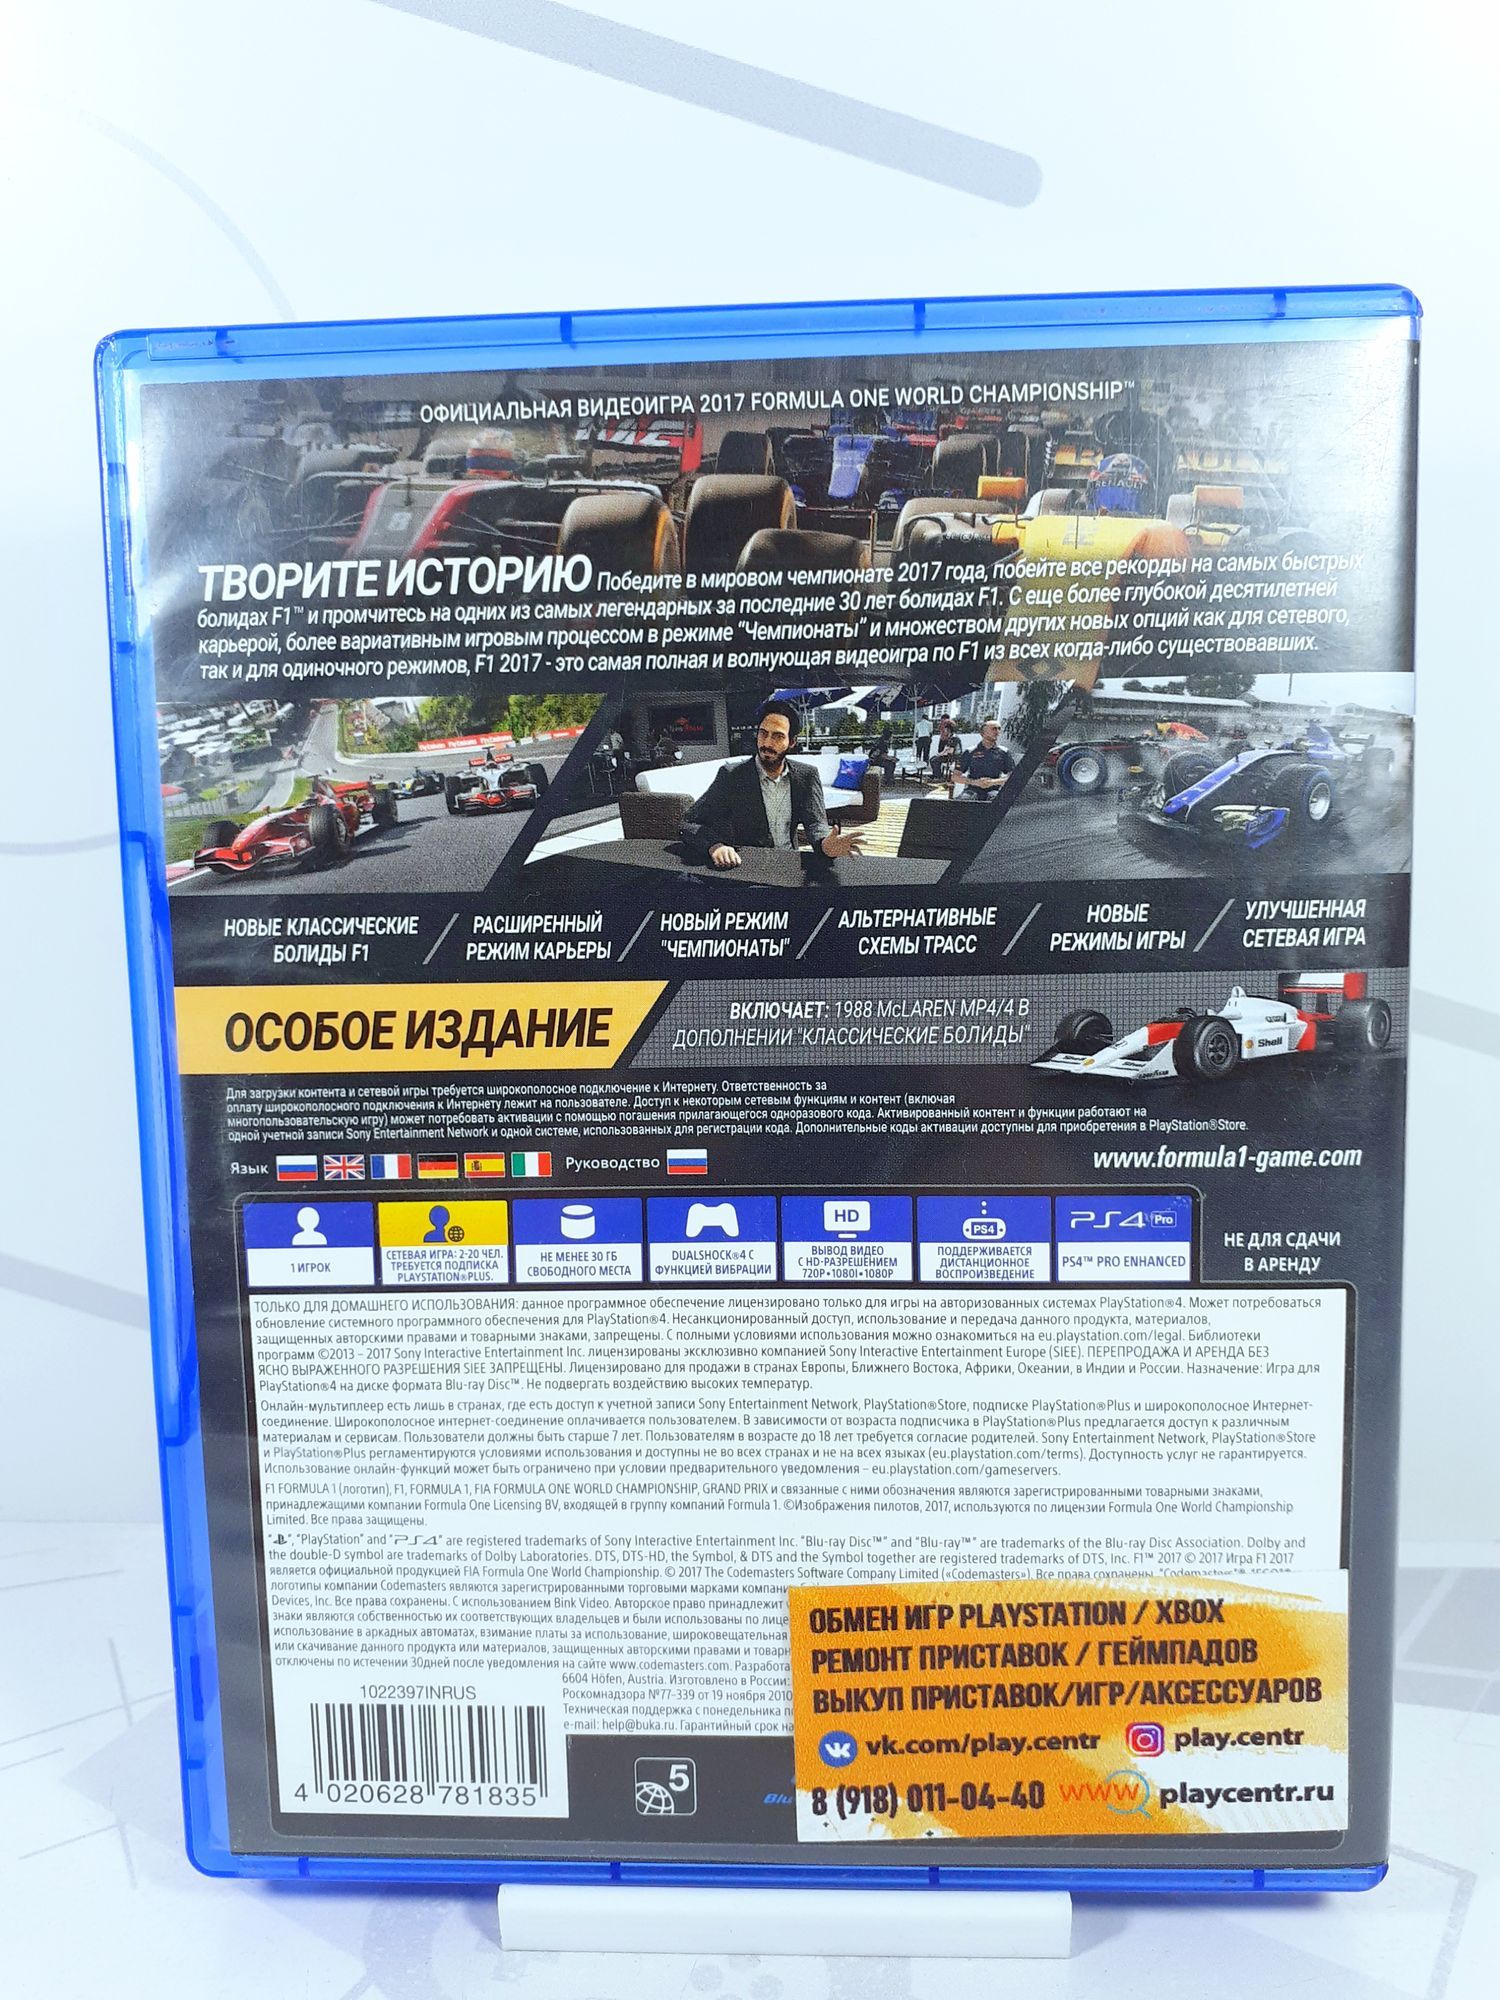 ОФИЦИАЛЬНАЯ ВИДЕОИГРА 2017 FORMULA ONE WORLD CHAMPIONSHIP™
ТВОРИТЕ ИСТОРИЮ Победите в мировом чемпионате 2017 года, побейте все рекорды на самых быстрых
болидах F1™ и промчитесь на одних из самых легендарных за последние 30 лет болидах F1. С еще более глубокой десятилетней
карьерой, более вариативным игровым процессом в режиме "Чемпионаты" и множеством других новых опций как для сетевого,
так и для одиночного режимов, F1 2017 - это самая полная и волнующая видеоигра по F1 из всех когда-либо существовавших.
НОВЫЕ КЛАССИЧЕСКИЕ
БОЛИДЫ F1
РАСШИРЕННЫЙ
РЕЖИМ КАРЬЕРЫ
НОВЫЙ РЕЖИМ
"ЧЕМПИОНАТЫ"
АЛЬТЕРНАТИВНЫЕ
СХЕМЫ ТРАСС
НОВЫЕ
РЕЖИМЫ ИГРЫ
УЛУЧШЕННАЯ
СЕТЕВАЯ ИГРА
ОСОБОЕ ИЗДАНИЕ
ВКЛЮЧАЕТ: 1988 McLAREN MP4/4 В
ДОПОЛНЕНИИ "КЛАССИЧЕСКИЕ БОЛИДЫ"
Shell
Для загрузки контента и сетевой игры требуется широкополосное подключение к Интернету. Ответственность за
оплату широкополосного подключения к Интернету лежит на пользователе. Доступ к некоторым сетевым функциям и контент (включая
многопользовательскую игру) может потребовать активации с помощью погашения прилагающегося одноразового кода. Активированный контент и функции работают на
одной учетной записи Sony Entertainment Network и одной системе, использованных для регистрации кода. Дополнительные коды активации доступны для приобретения в PlayStation®Store.
Язык Руководство
www.formula1-game.com
1 ИГРОК
СЕТЕВАЯ ИГРА: 2-20 ЧЕЛ.
ТРЕБУЕТСЯ ПОДПИСКА
PLAYSTATION®PLUS.
НЕ МЕНЕЕ 30 ГБ
СВОБОДНОГО МЕСТА
DUALSHOCK®4 С
ФУНКЦИЕЙ ВИБРАЦИИ
HD
ВЫВОД ВИДЕО
С HD-РАЗРЕШЕНИЕМ
720P•1080I•1080P
PS4
ПОДДЕРЖИВАЕТСЯ
ДИСТАНЦИОННОЕ
ВОСПРОИЗВЕДЕНИЕ
PS4 Pro
PS4™ PRO ENHANCED
НЕ ДЛЯ СДАЧИ
В АРЕНДУ
ТОЛЬКО ДЛЯ ДОМАШНЕГО ИСПОЛЬЗОВАНИЯ: данное программное обеспечение лицензировано только для игры на авторизованных системах PlayStation®4. Может потребоваться
обновление системного программного обеспечения для PlayStation®4. Несанкционированный доступ, использование и передача данного продукта, материалов,
защищенных авторскими правами и товарными знаками, запрещены. С полными условиями использования можно ознакомиться на eu.playstation.com/legal. Библиотеки
программ ©2013 - 2017 Sony Interactive Entertainment Inc. лицензированы эксклюзивно компанией Sony Interactive Entertainment Europe (SIEE). ПЕРЕПРОДАЖА И АРЕНДА БЕЗ
ЯСНО ВЫРАЖЕННОГО РАЗРЕШЕНИЯ SIEE ЗАПРЕЩЕНЫ. Лицензировано для продажи в странах Европы, Ближнего Востока, Африки, Океании, в Индии и России. Назначение: Игра для
PlayStation®4 на диске формата Blu-ray Disc™. Не подвергать воздействию высоких температур.
Онлайн-мультиплеер есть лишь в странах, где есть доступ к учетной записи Sony Entertainment Network, PlayStation®Store, подписке PlayStation®Plus и широкополосное Интернет-
соединение. Широкополосное интернет-соединение оплачивается пользователем. В зависимости от возраста подписчика в PlayStation®Plus предлагается доступ к различным
материалам и сервисам. Пользователи должны быть старше 7 лет. Пользователям в возрасте до 18 лет требуется согласие родителей. Sony Entertainment Network, PlayStation®Store
и PlayStation®Plus регламентируются условиями использования и доступны не во всех странах и не на всех языках (eu.playstation.com/terms). Доступность услуг не гарантируется.
Использование онлайн-функций может быть ограничено при условии предварительного уведомления – eu.playstation.com/gameservers.
F1 FORMULA 1 (логотип), F1, FORMULA 1, FIA FORMULA ONE WORLD CHAMPIONSHIP, GRAND PRIX и связанные с ними обозначения являются зарегистрированными товарными знаками,
принадлежащими компании Formula One Licensing BV, входящей в группу компаний Formula 1. ©Изображения пилотов, 2017, используются по лицензии Formula One World Championship
Limited. Все права защищены.
"PlayStation" and "PS4" are registered trademarks of Sony Interactive Entertainment Inc. "Blu-ray Disc™" and "Blu-ray™" are trademarks of the Blu-ray Disc Association. Dolby and
the double-D symbol are trademarks of Dolby Laboratories. DTS, DTS-HD, the Symbol, & DTS and the Symbol together are registered trademarks of DTS, Inc. F1™ 2017 © 2017 Игра F1 2017
является официальной продукцией FIA Formula One World Championship. © 2017 The Codemasters Software Company Limited («Codemasters»). Все права сохранены. "Codemasters"®
логотипы компании Codemasters являются зарегистрированными торговыми марками
Devices, Inc. Все права сохранены. С использованием Bink Video. Авторское право принадлежит
знаки являются собственностью их соответствующих владельцев и были использованы по
использование в аркадных автоматах, взимание платы за использование, широковещательная
или скачивание данного продукта или материалов, защищенных авторскими правами и
отключены по истечении 30дней после уведомления на сайте www.codemasters.com.
6604 Höfen, Austria. Изготовлено в России:
Роскомнадзора №77-339 от 19 ноября 2010
Техническая поддержка с понедельника
e-mail: help@buka.ru. Гарантийный срок
1022397INRUS
4 020628 781835
5
ОБМЕН ИГР PLAYSTATION / XBOX
РЕМОНТ ПРИСТАВОК / ГЕЙМПАДОВ
ВЫКУП ПРИСТАВОК/ИГР/АКСЕССУАРОВ
vk.com/play.centr play.centr
8 (918) 011-04-40 WWW playcentr.ru